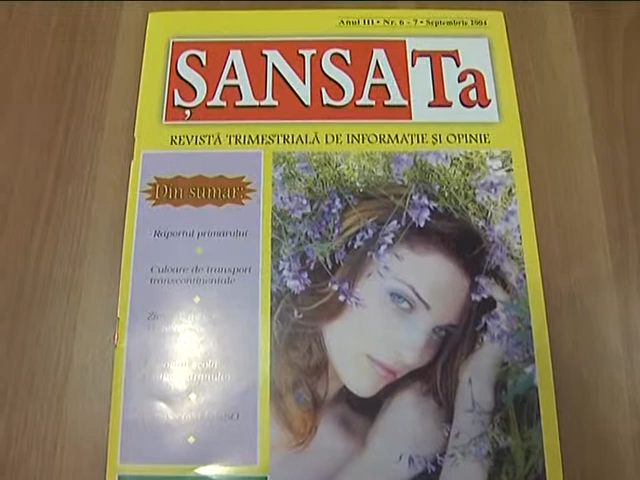 Anul III • Nr. 6 - 7 • Septembrie 2004
ȘANSA Ta
REVISTĂ TRIMESTRIALĂ DE INFORMAȚIE ȘI OPINIE
Din sumar:
Raportul primarului
Culoare de transport
transcontinentale